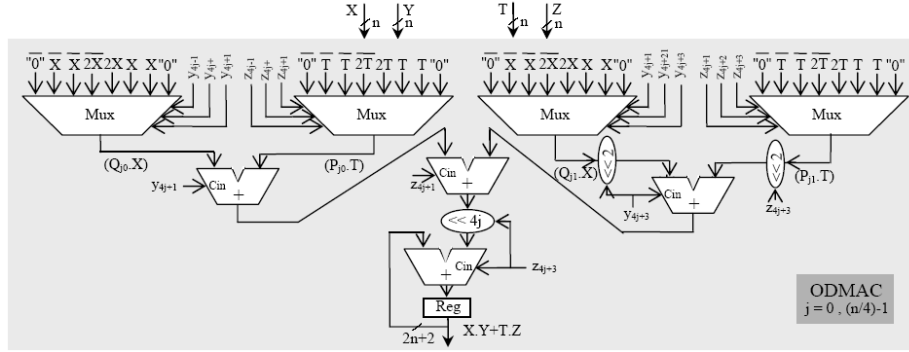 X Y T Z
n n n n
"0" X X 2X 2X X X "0" y4j-1 y4j+ y4j+1 z4j-1 z4j+ z4j+1 "0" T T 2T 2T T T "0" "0" X X 2X 2X X X "0" y4j+1 y4j+21 y4j+3 z4j+1 z4j+2 z4j+3 "0" T T 2T 2T T T "0"
Mux Mux Mux Mux
(Qj0.X) (Pj0.T) (Qj1.X) << 2 << 2 (Pj1.T)
y4j+1 Cin + z4j+1 Cin + Cin +
y4j+3 z4j+3
<< 4j
Cin + z4j+3
Reg
2n+2 X.Y+T.Z
ODMAC
j = 0 , (n/4)-1